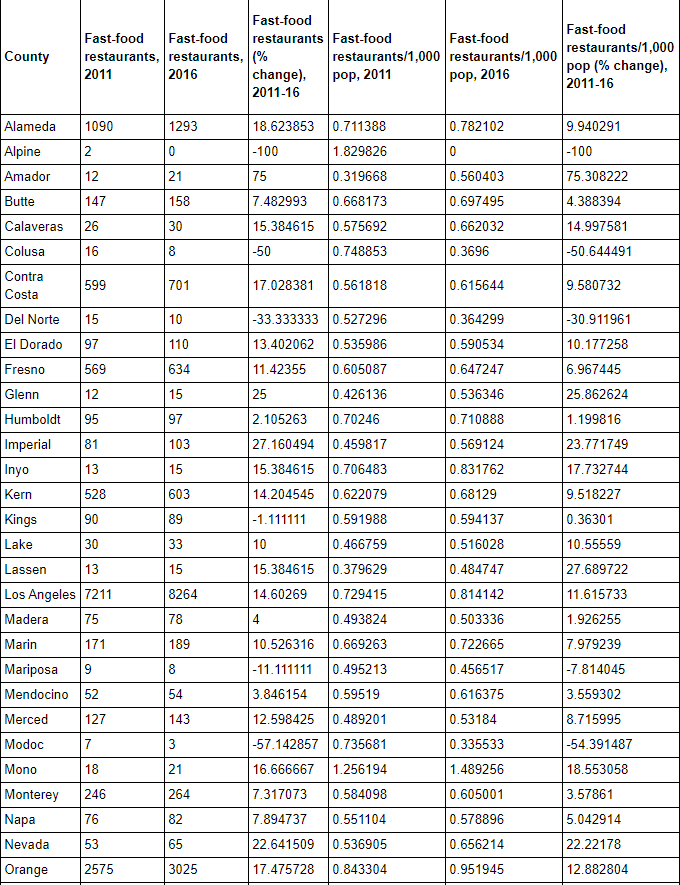 County Fast-food restaurants, 2011 Fast-food restaurants, 2016 Fast-food restaurants (% change), 2011-16 Fast-food restaurants/1,000 pop, 2011 Fast-food restaurants/1,000 pop, 2016 Fast-food restaurants/1,000 pop (% change), 2011-16
Alameda 1090 1293 18.623853 0.711388 0.782102 9.940291
Alpine 2 0 -100 1.829826 0 -100
Amador 12 21 75 0.319668 0.560403 75.308222
Butte 147 158 7.482993 0.668173 0.697495 4.388394
Calaveras 26 30 15.384615 0.575692 0.662032 14.997581
Colusa 16 8 -50 0.748853 0.3696 -50.644491
Contra Costa 599 701 17.028381 0.561818 0.615644 9.580732
Del Norte 15 10 -33.333333 0.527296 0.364299 -30.911961
El Dorado 97 110 13.402062 0.535986 0.590534 10.177258
Fresno 569 634 11.42355 0.605087 0.647247 6.967445
Glenn 12 15 25 0.426136 0.536346 25.862624
Humboldt 95 97 2.105263 0.70246 0.710888 1.199816
Imperial 81 103 27.160494 0.459817 0.569124 23.771749
Inyo 13 15 15.384615 0.706483 0.831762 17.732744
Kern 528 603 14.204545 0.622079 0.68129 9.518227
Kings 90 89 -1.111111 0.591988 0.594137 0.36301
Lake 30 33 10 0.466759 0.516028 10.55559
Lassen 13 15 15.384615 0.379629 0.484747 27.689722
Los Angeles 7211 8264 14.60269 0.729415 0.814142 11.615733
Madera 75 78 4 0.493824 0.503336 1.926255
Marin 171 189 10.526316 0.669263 0.722665 7.979239
Mariposa 9 8 -11.111111 0.495213 0.456517 -7.814045
Mendocino 52 54 3.846154 0.59519 0.616375 3.559302
Merced 127 143 12.598425 0.489201 0.53184 8.715995
Modoc 7 3 -57.142857 0.735681 0.335533 -54.391487
Mono 18 21 16.666667 1.256194 1.489256 18.553058
Monterey 246 264 7.317073 0.584098 0.605001 3.57861
Napa 76 82 7.894737 0.551104 0.578896 5.042914
Nevada 53 65 22.641509 0.536905 0.656214 22.22178
Orange 2575 3025 17.475728 0.843304 0.951945 12.882804